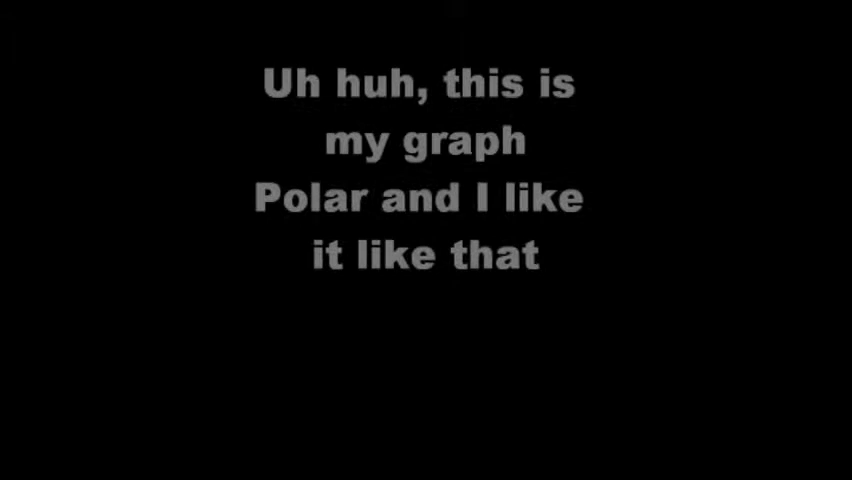 Uh huh, this is
my graph
Polar and I like
it like that